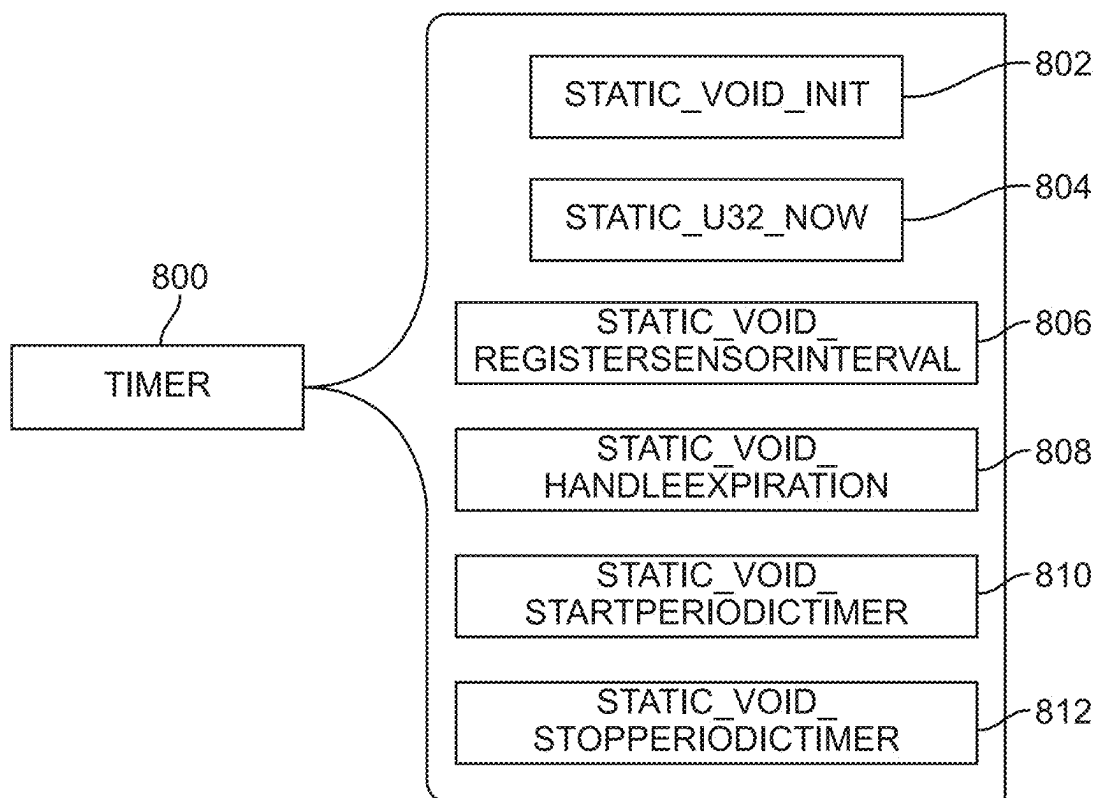 STATIC_VOID_INIT
802
STATIC_U32_NOW
804
800
TIMER
STATIC_VOID_
REGISTERSENSORINTERVAL
806
STATIC_VOID_
HANDLEEXPIRATION
808
STATIC_VOID_
STARTPERIODICTIMER
810
STATIC_VOID_
STOPPERIODICTIMER
812